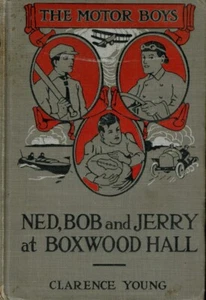 THE MOTOR BOYS
NED, BOB and JERRY
at BOXWOOD HALL
CLARENCE YOUNG